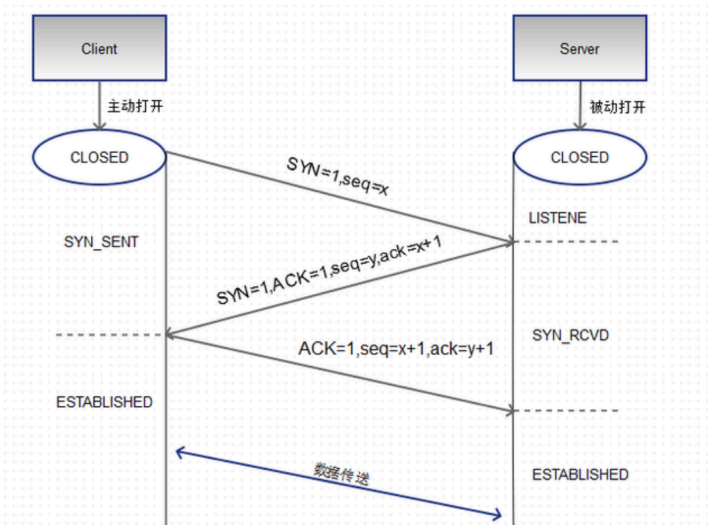 Client
Server
主动打开
被动打开
CLOSED
CLOSED
SYN=1,seq=x
LISTENE
SYN_SENT
SYN=1,ACK=1,seq=y,ack=x+1
SYN_RCVD
ACK=1,seq=x+1,ack=y+1
ESTABLISHED
数据传送
ESTABLISHED